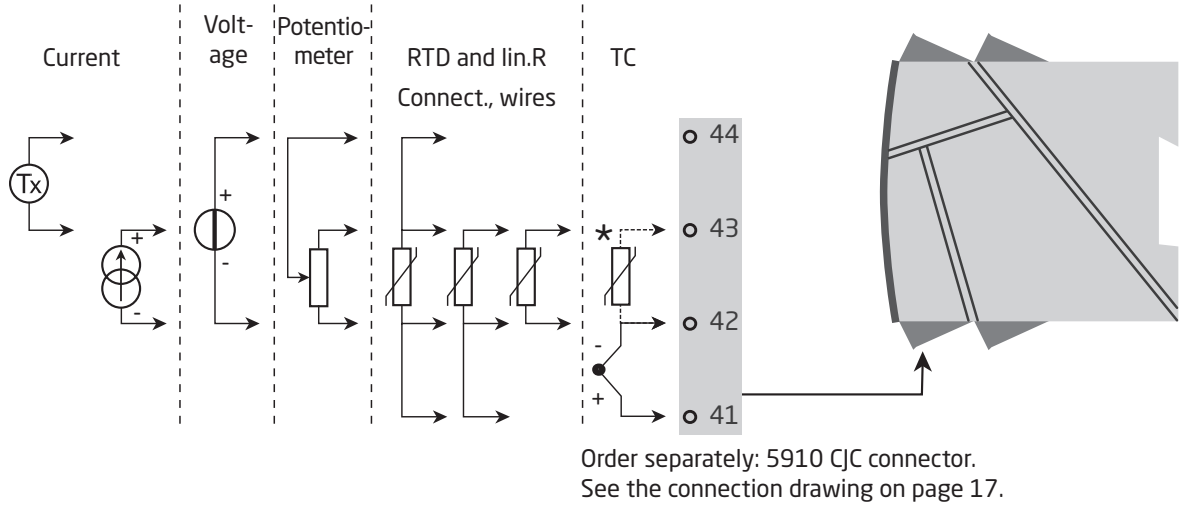 Current
Volt-
age
Potentio-
meter
RTD and lin.R
Connect., wires
TC
Tx
+
-
+
-
*
-
+
44
43
42
41
Order separately: 5910 CJC connector.
See the connection drawing on page 17.